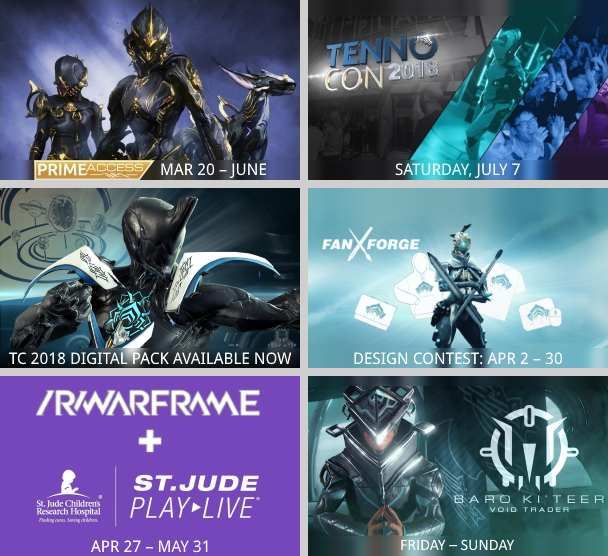 PRIMEACCESS MAR 20 – JUNE
TENNO
CON 2018
SATURDAY, JULY 7
TC 2018 DIGITAL PACK AVAILABLE NOW
FAN FORGE
DESIGN CONTEST: APR 2 – 30
/R/WARFRAME
+
St. Jude Children's
Research Hospital
Finding cures. Saving children.
ST. JUDE
PLAY LIVE
APR 27 – MAY 31
BARO KI'TEER
VOID TRADER
FRIDAY – SUNDAY